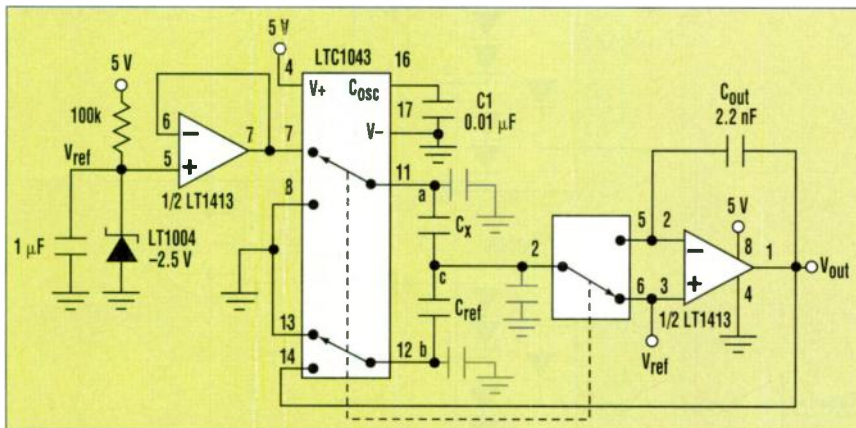 5 V
LTC1043
16
5 V
4
V+
Cosc
C1
0.01 μF
17
V–
Cout
2.2 nF
100k
6
–
7
7
Vref
5
+
1/2 LT1413
11
a
8
Cx
5
2
5 V
–
8
1
1 μF
LT1004
–2.5 V
2
c
Vout
6
3
+
4
Cref
1/2 LT1413
13
14
12
b
Vref